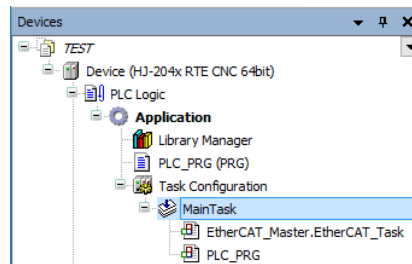 Devices
TEST
Device (HJ-204x RTE CNC 64bit)
PLC Logic
Application
Library Manager
PLC_PRG (PRG)
Task Configuration
MainTask
EtherCAT_Master.EtherCAT_Task
PLC_PRG